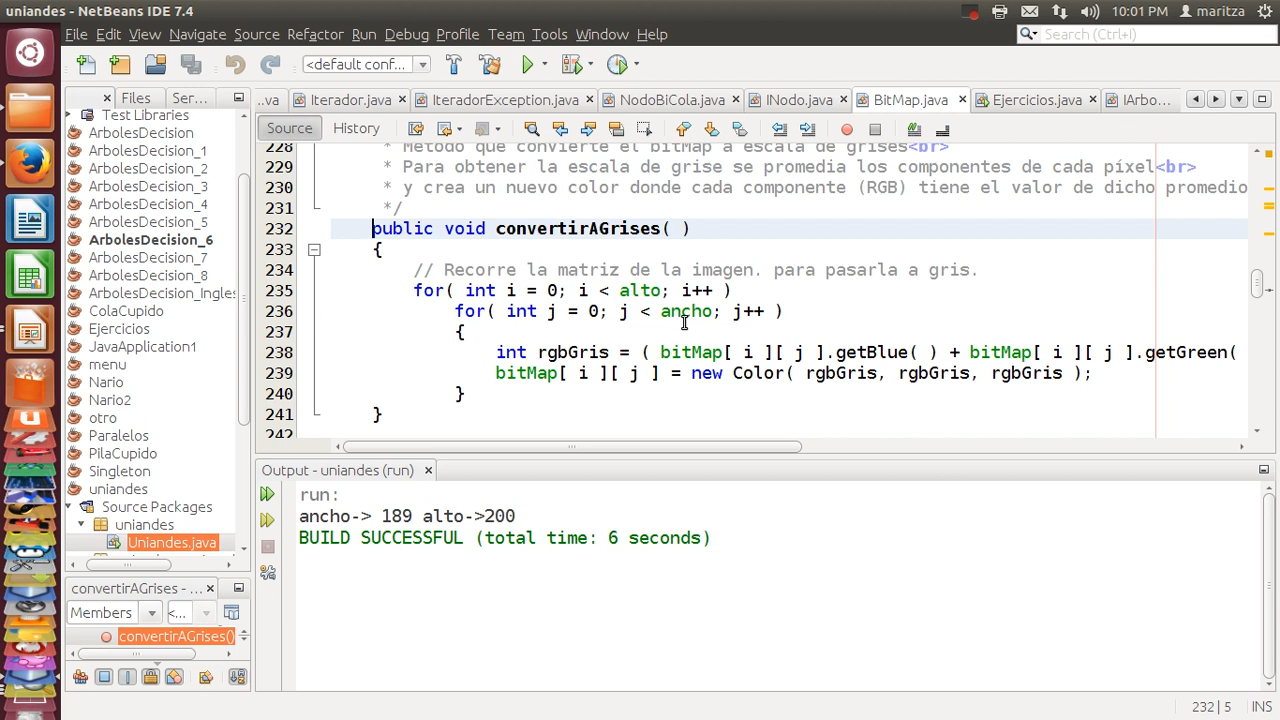 uniandes - NetBeans IDE 7.4
10:01 PM maritza
File Edit View Navigate Source Refactor Run Debug Profile Team Tools Window Help
Search (Ctrl+I)
<default conf...
Files Ser...
...va Iterador.java IteradorException.java NodoBiCola.java INodo.java BitMap.java Ejercicios.java IArbo...
Source History
Test Libraries
ArbolesDecision
ArbolesDecision_1
ArbolesDecision_2
ArbolesDecision_3
ArbolesDecision_4
ArbolesDecision_5
ArbolesDecision_6
ArbolesDecision_7
ArbolesDecision_8
ArbolesDecision_Ingles
ColaCupido
Ejercicios
JavaApplication1
menu
Nario
Nario2
otro
Paralelos
PilaCupido
Singleton
uniandes
Source Packages
uniandes
Uniandes.java
228 * Metodo que convierte el bitMap a escala de grises<br>
229 * Para obtener la escala de grise se promedia los componentes de cada píxel<br>
230 * y crea un nuevo color donde cada componente (RGB) tiene el valor de dicho promedio
231 */
232 public void convertirAGrises( )
233 {
234 // Recorre la matriz de la imagen. para pasarla a gris.
235 for( int i = 0; i < alto; i++ )
236 for( int j = 0; j < ancho; j++ )
237 {
238 int rgbGris = ( bitMap[ i ][ j ].getBlue( ) + bitMap[ i ][ j ].getGreen(
239 bitMap[ i ][ j ] = new Color( rgbGris, rgbGris, rgbGris );
240 }
241 }
242
Output - uniandes (run)
run:
ancho-> 189 alto->200
BUILD SUCCESSFUL (total time: 6 seconds)
convertirAGrises - ...
Members <...
convertirAGrises()
232 | 5 INS